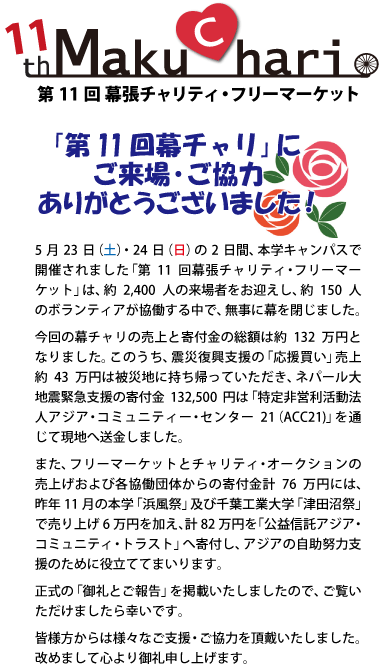 11th Maku C hari
第 11 回 幕張チャリティ・フリーマーケット
「第 11 回幕チャリ」に
ご来場・ご協力
ありがとうございました！
5 月 23 日（土）・24 日（日）の 2 日間、本学キャンパスで
開催されました「第 11 回幕張チャリティ・フリーマー
ケット」は、約 2,400 人の来場者をお迎えし、約 150 人
のボランティアが協働する中で、無事に幕を閉じました。
今回の幕チャリの売上と寄付金の総額は約 132 万円と
なりました。このうち、震災復興支援の「応援買い」売上
約 43 万円は被災地に持ち帰っていただき、ネパール大
地震緊急支援の寄付金 132,500 円は「特定非営利活動法
人アジア・コミュニティー・センター 21（ACC21）」を通
じて現地へ送金しました。
また、フリーマーケットとチャリティ・オークションの
売上げおよび各協働団体からの寄付金計 76 万円には、
昨年 11 月の本学「浜風祭」及び千葉工業大学「津田沼祭」
で売り上げ 6 万円を加え、計 82 万円を「公益信託アジア・
コミュニティ・トラスト」へ寄付し、アジアの自助努力支
援のために役立ててまいります。
正式の「御礼とご報告」を掲載いたしましたので、ご覧い
ただけましたら幸いです。
皆様方からは様々なご支援・ご協力を頂戴いたしました。
改めまして心より御礼申し上げます。